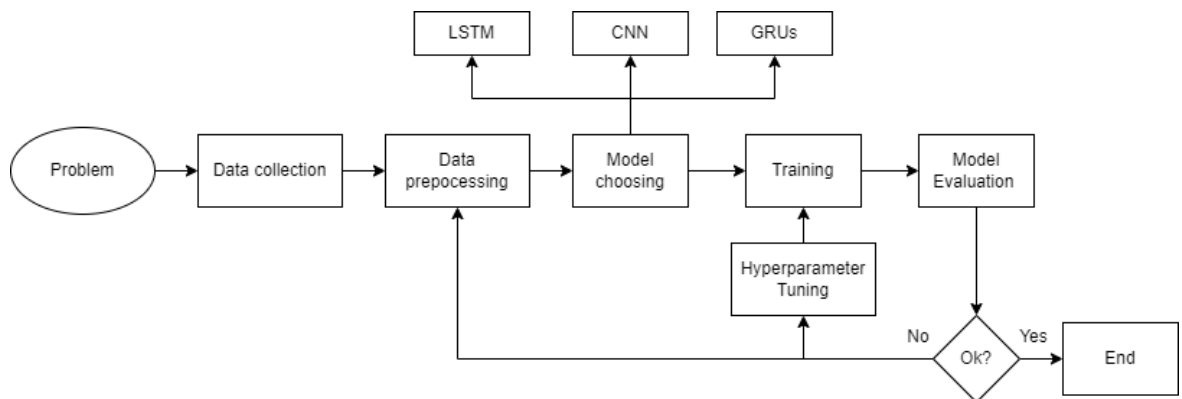 LSTM
CNN
GRUs
Problem
Data collection
Data
prepocessing
Model
choosing
Training
Model
Evaluation
Hyperparameter
Tuning
No
Ok?
Yes
End